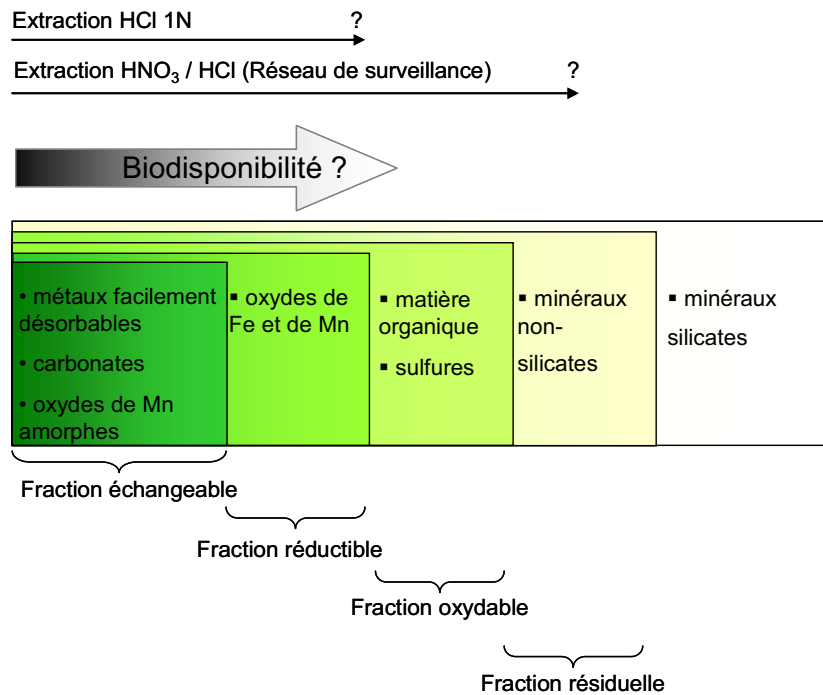 Extraction HCl 1N ?
Extraction HNO₃ / HCl (Réseau de surveillance) ?
Biodisponibilité ?
• métaux facilement
désorbables
• carbonates
• oxydes de Mn
amorphes
▪ oxydes de
Fe et de Mn
▪ matière
organique
▪ sulfures
▪ minéraux
non-
silicates
▪ minéraux
silicates
Fraction échangeable
Fraction réductible
Fraction oxydable
Fraction résiduelle